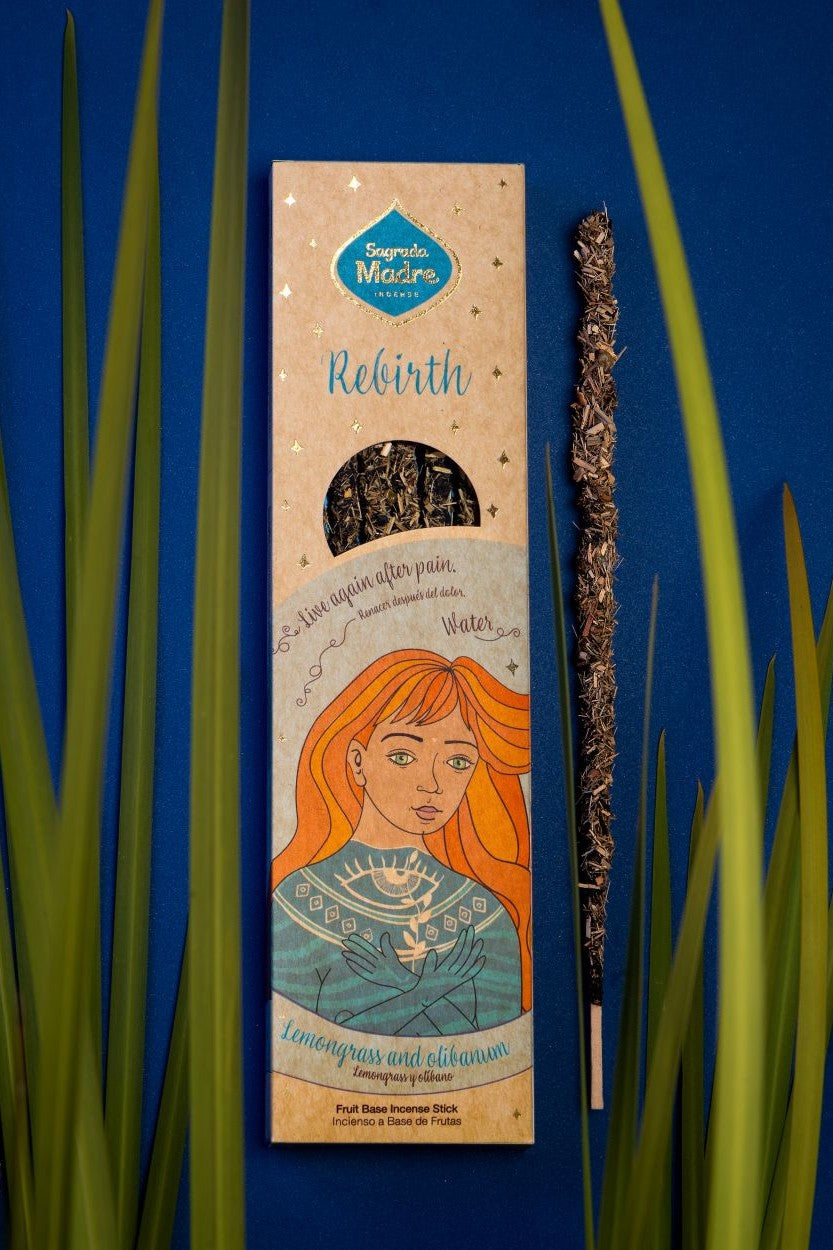 Sagrada
Madre
INCENSE
Rebirth
Live again after pain.
Renacer después del dolor.
Water
Lemongrass and olibanum
Lemongrass y olíbano
Fruit Base Incense Stick
Incienso a Base de Frutas